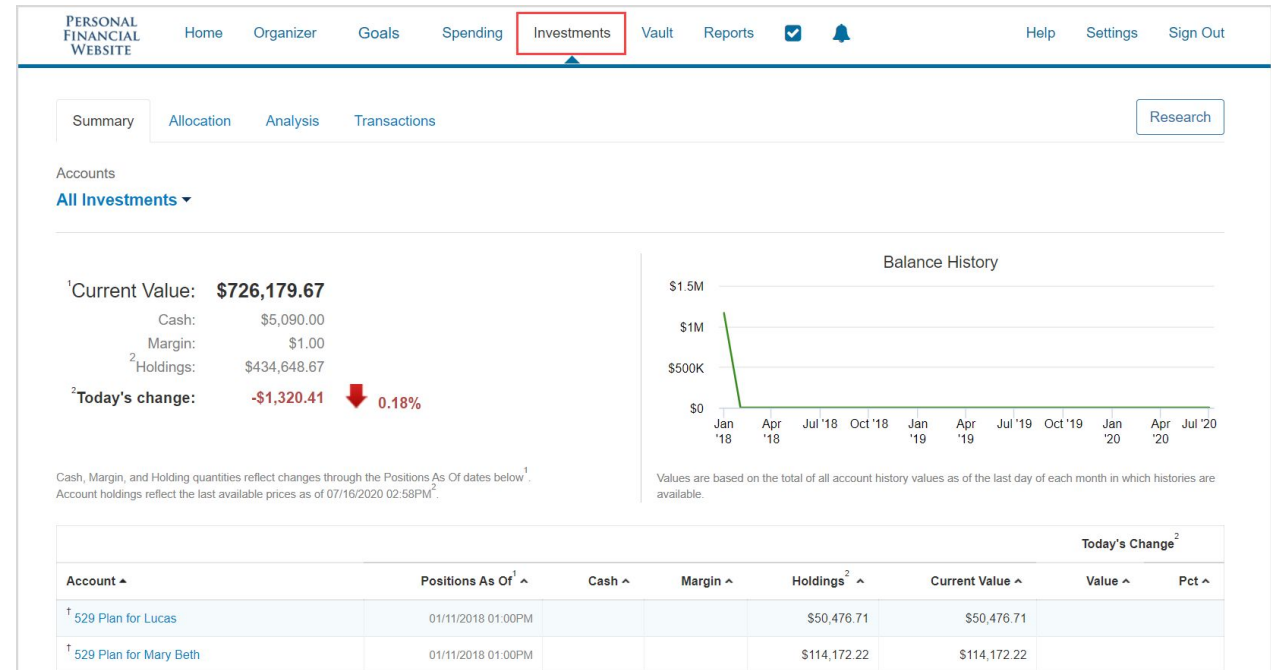 PERSONAL
FINANCIAL
WEBSITE
Home Organizer Goals Spending Investments Vault Reports Help Settings Sign Out
Summary Allocation Analysis Transactions Research
Accounts
All Investments
1Current Value: $726,179.67
Cash: $5,090.00
Margin: $1.00
2Holdings: $434,648.67
2Today's change: -$1,320.41 0.18%
Cash, Margin, and Holding quantities reflect changes through the Positions As Of dates below1.
Account holdings reflect the last available prices as of 07/16/2020 02:58PM2.
Balance History
$1.5M
$1M
$500K
$0
Jan '18 Apr '18 Jul '18 Oct '18 Jan '19 Apr '19 Jul '19 Oct '19 Jan '20 Apr '20 Jul '20
Values are based on the total of all account history values as of the last day of each month in which histories are
available.
Today's Change2
Account Positions As Of1 Cash Margin Holdings2 Current Value Value Pct
† 529 Plan for Lucas 01/11/2018 01:00PM $50,476.71 $50,476.71
† 529 Plan for Mary Beth 01/11/2018 01:00PM $114,172.22 $114,172.22